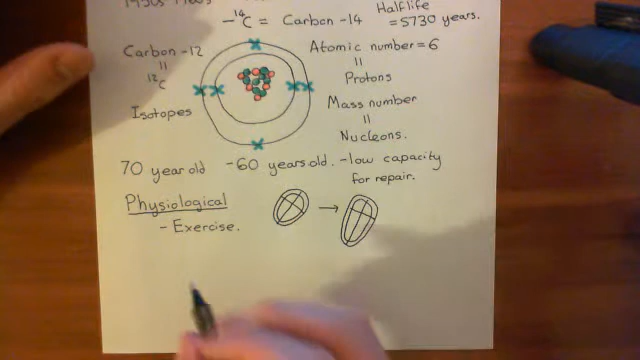 -¹⁴C = Carbon -14
Halflife
= 5730 years.
Carbon -12
=
¹²C
Isotopes
Atomic number = 6
=
Protons
Mass number
=
Nucleons.
70 year old -60 years old. -low capacity
for repair.
Physiological
- Exercise.